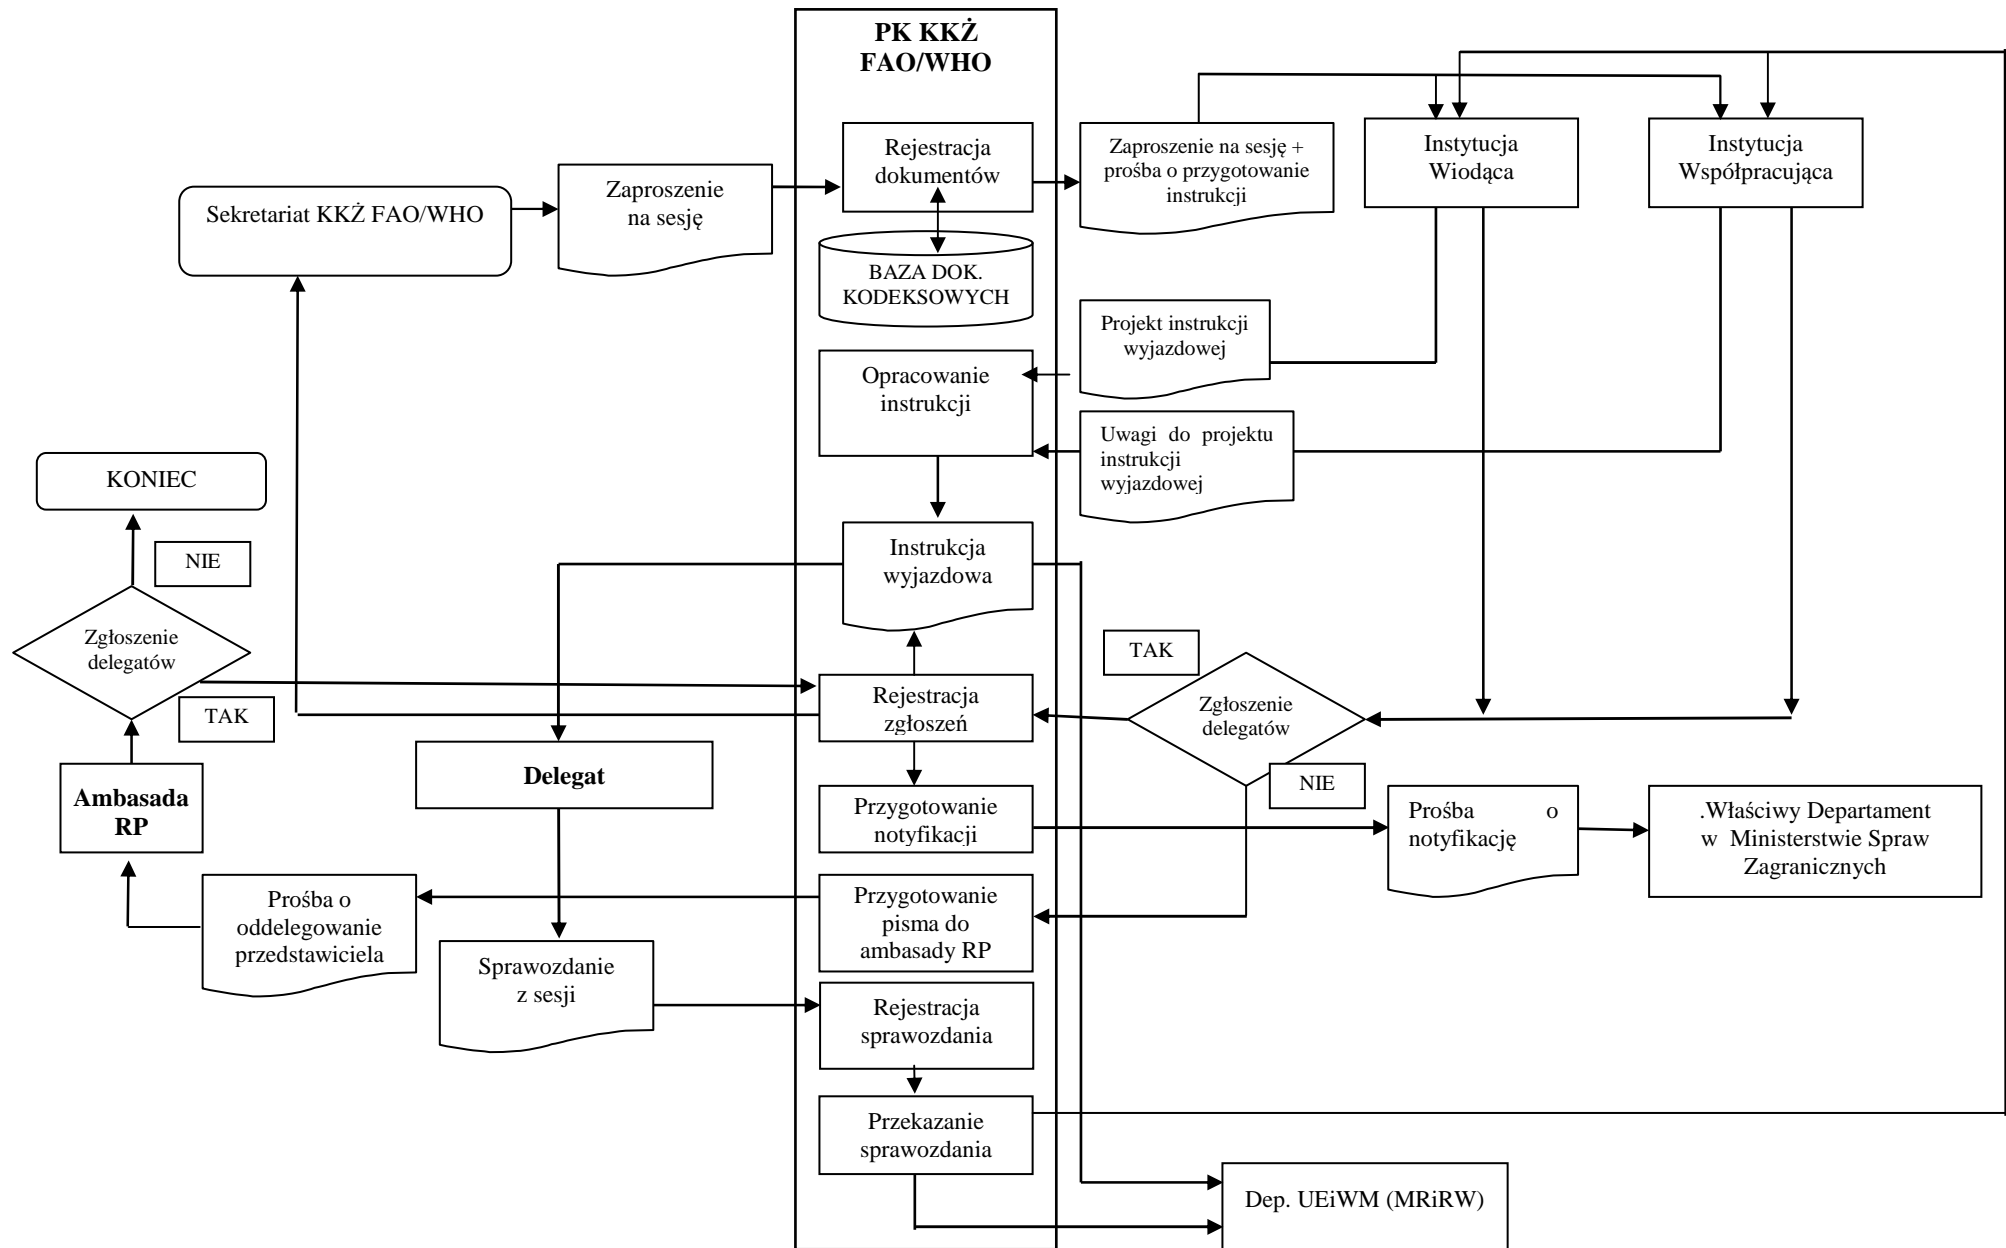 PK KKŻ
FAO/WHO
Rejestracja
dokumentów
Zaproszenie na sesję +
prośba o przygotowanie
instrukcji
Instytucja
Wiodąca
Instytucja
Współpracująca
Zaproszenie
na sesję
Sekretariat KKŻ FAO/WHO
BAZA DOK.
KODEKSOWYCH
Projekt instrukcji
wyjazdowej
Opracowanie
instrukcji
Uwagi do projektu
instrukcji
wyjazdowej
KONIEC
NIE
Instrukcja
wyjazdowa
Zgłoszenie
delegatów
TAK
TAK
Rejestracja
zgłoszeń
Zgłoszenie
delegatów
NIE
Delegat
Ambasada
RP
Przygotowanie
notyfikacji
Prośba o
notyfikację
.Właściwy Departament
w Ministerstwie Spraw
Zagranicznych
Prośba o
oddelegowanie
przedstawiciela
Przygotowanie
pisma do
ambasady RP
Sprawozdanie
z sesji
Rejestracja
sprawozdania
Przekazanie
sprawozdania
Dep. UEiWM (MRiRW)